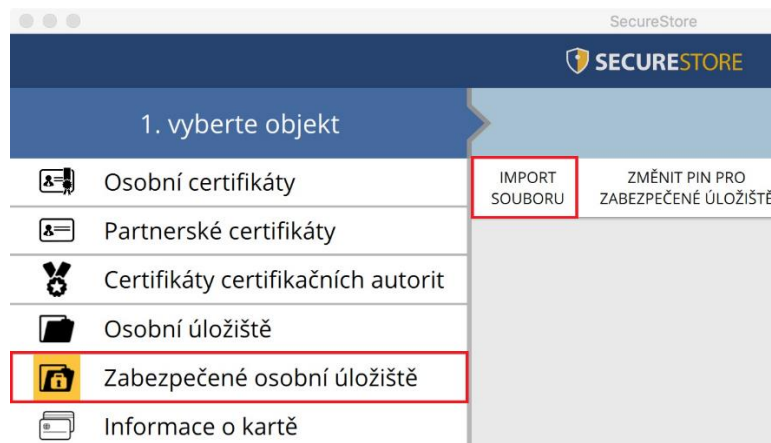 SecureStore
SECURESTORE
1. vyberte objekt
Osobní certifikáty
Partnerské certifikáty
Certifikáty certifikačních autorit
Osobní úložiště
Zabezpečené osobní úložiště
Informace o kartě
IMPORT
SOUBORU
ZMĚNIT PIN PRO
ZABEZPEČENÉ ÚLOŽIŠTĚ